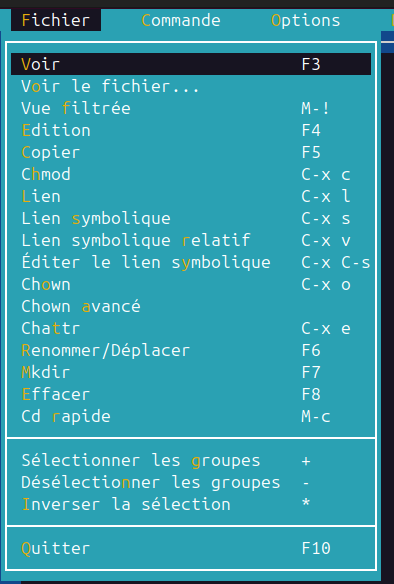 Fichier Commande Options
Voir F3
Voir le fichier...
Vue filtrée M-!
Edition F4
Copier F5
Chmod C-x c
Lien C-x l
Lien symbolique C-x s
Lien symbolique relatif C-x v
Éditer le lien symbolique C-x C-s
Chown C-x o
Chown avancé
Chattr C-x e
Renommer/Déplacer F6
Mkdir F7
Effacer F8
Cd rapide M-c
Sélectionner les groupes +
Désélectionner les groupes -
Inverser la sélection *
Quitter F10